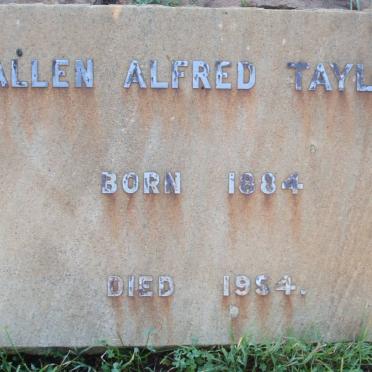 ALLEN ALFRED TAYL
BORN 1884
DIED 1954.